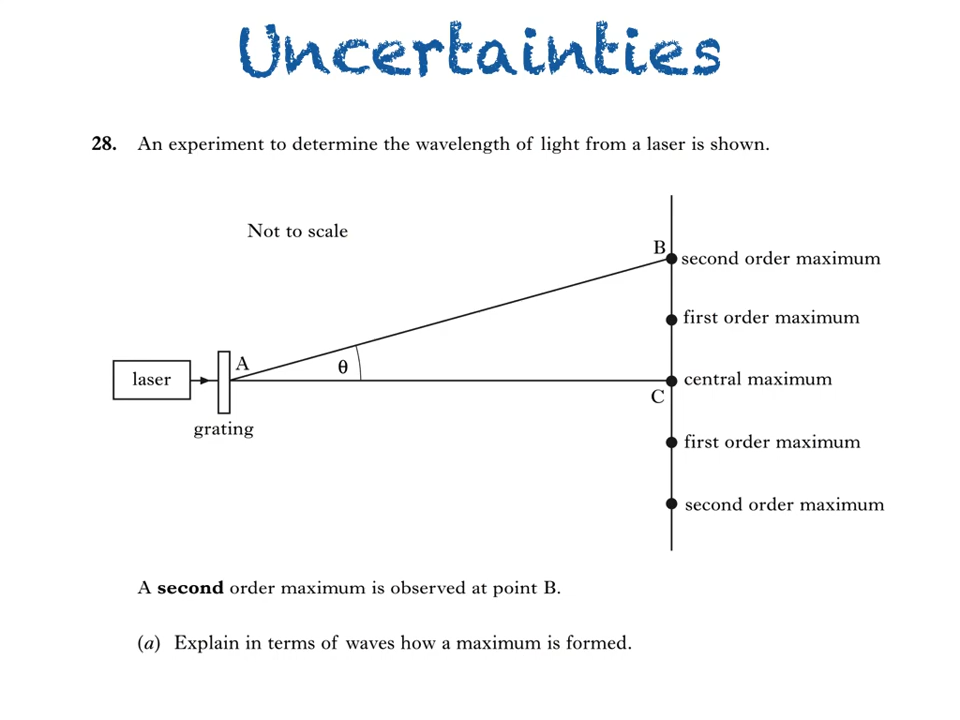 Uncertainties
28. An experiment to determine the wavelength of light from a laser is shown.
Not to scale
B
second order maximum
first order maximum
A
θ
laser
central maximum
C
grating
first order maximum
second order maximum
A second order maximum is observed at point B.
(a) Explain in terms of waves how a maximum is formed.